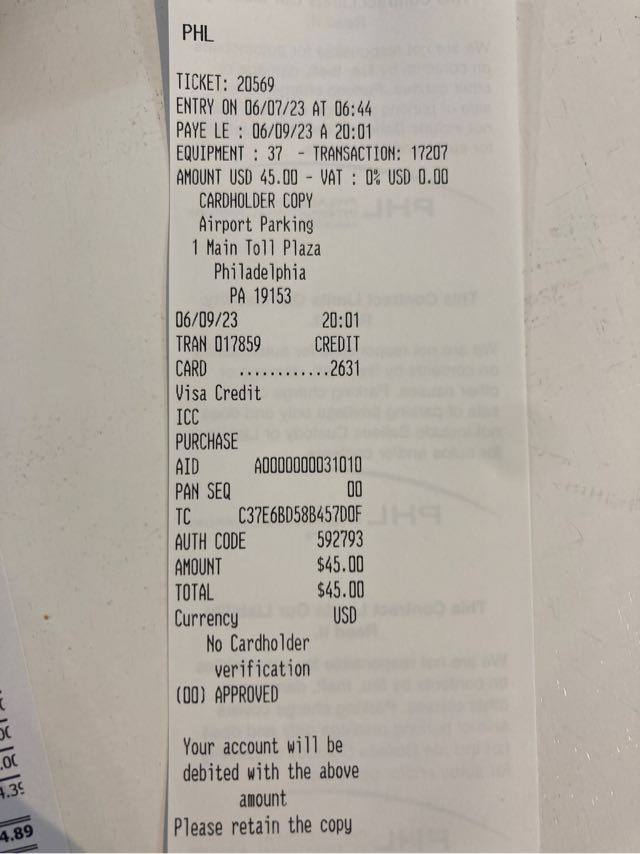 PHL
TICKET: 20569
ENTRY ON 06/07/23 AT 06:44
PAYE LE : 06/09/23 A 20:01
EQUIPMENT : 37 - TRANSACTION: 17207
AMOUNT USD 45.00 - VAT : 0% USD 0.00
CARDHOLDER COPY
Airport Parking
1 Main Toll Plaza
Philadelphia
PA 19153
06/09/23 20:01
TRAN 017859 CREDIT
CARD ............2631
Visa Credit
ICC
PURCHASE
AID A0000000031010
PAN SEQ 00
TC C37E6BD58B457D0F
AUTH CODE 592793
AMOUNT $45.00
TOTAL $45.00
Currency USD
No Cardholder
verification
(00) APPROVED
Your account will be
debited with the above
amount
Please retain the copy
4.89